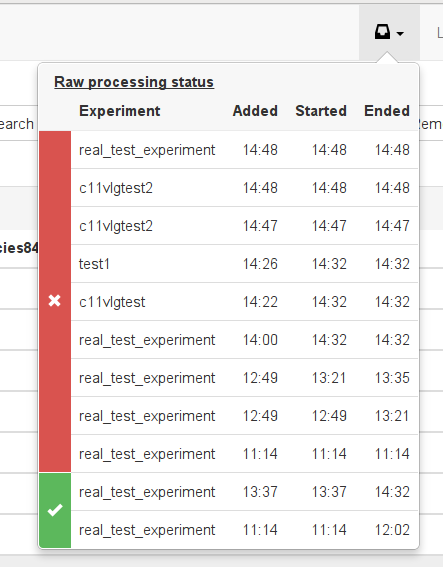 L
Raw processing status
Experiment Added Started Ended
earch
Rem
real_test_experiment 14:48 14:48 14:48
c11vlgtest2 14:48 14:48 14:48
c11vlgtest2 14:47 14:47 14:47
cies84
test1 14:26 14:32 14:32
c11vlgtest 14:22 14:32 14:32
real_test_experiment 14:00 14:32 14:32
real_test_experiment 12:49 13:21 13:35
real_test_experiment 12:49 12:49 13:21
real_test_experiment 11:14 11:14 11:14
real_test_experiment 13:37 13:37 14:32
real_test_experiment 11:14 11:14 12:02